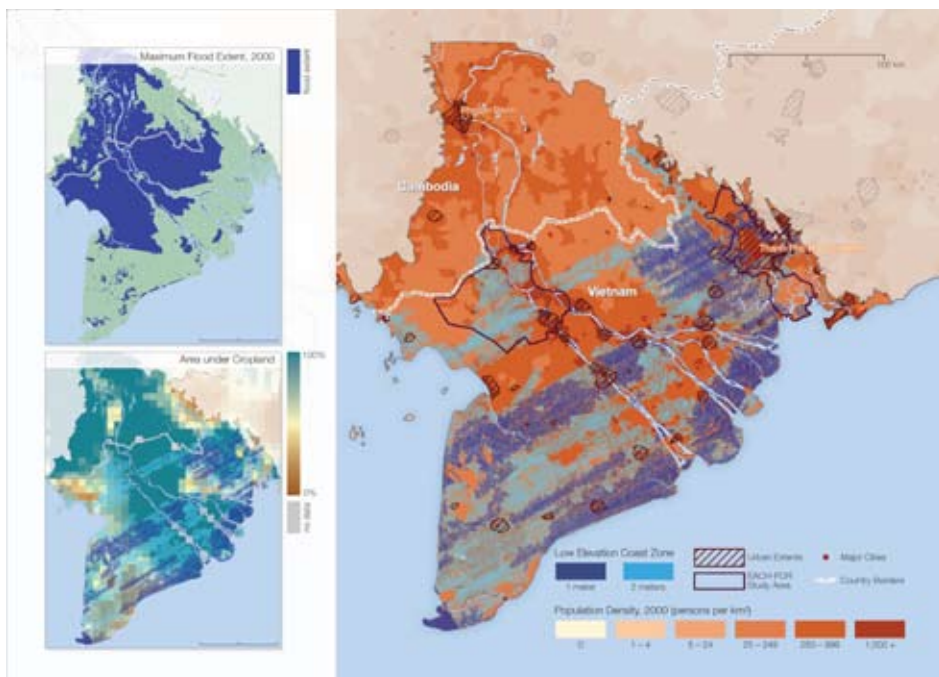 Maximum Flood Extent, 2000
flood extent
Area under Cropland
100%
0%
no data
100 km
Cambodia
Vietnam
Low Elevation Coast Zone
1 meter
2 meters
Urban Extents
EACH-FOR
Study Area
Major Cities
Country Borders
Population Density, 2000 (persons per km²)
0
1 – 4
5 – 24
25 – 249
250 – 999
1,000 +